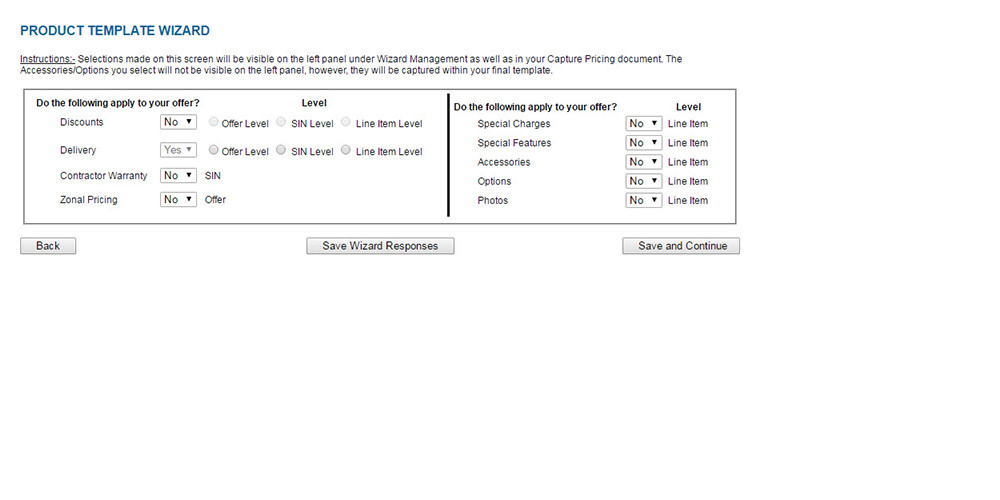 PRODUCT TEMPLATE WIZARD
Instructions:- Selections made on this screen will be visible on the left panel under Wizard Management as well as in your Capture Pricing document. The
Accessories/Options you select will not be visible on the left panel, however, they will be captured within your final template.
Do the following apply to your offer? Level
Discounts No Offer Level SIN Level Line Item Level
Delivery Yes Offer Level SIN Level Line Item Level
Contractor Warranty No SIN
Zonal Pricing No Offer
Do the following apply to your offer? Level
Special Charges No Line Item
Special Features No Line Item
Accessories No Line Item
Options No Line Item
Photos No Line Item
Back Save Wizard Responses Save and Continue